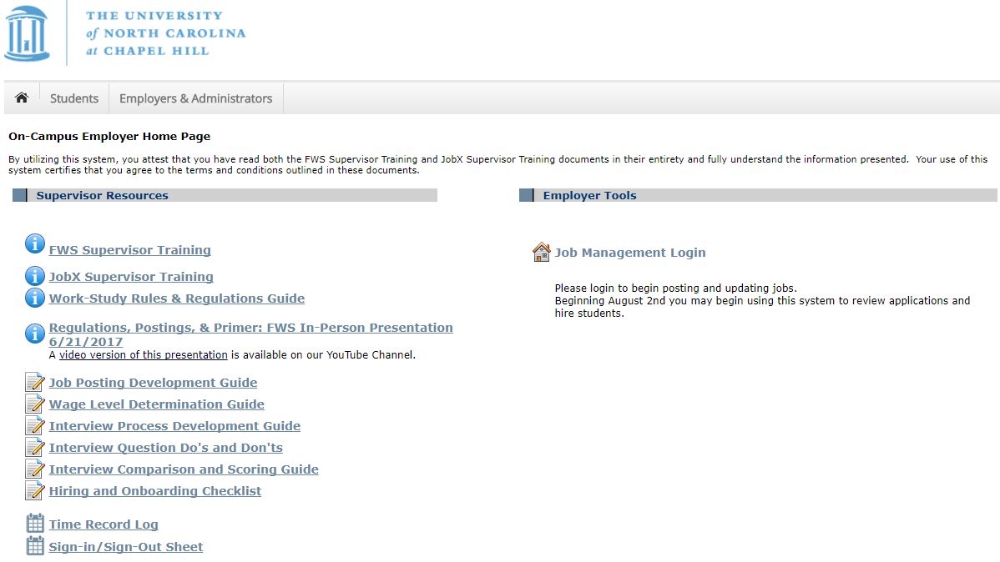 THE UNIVERSITY
of NORTH CAROLINA
at CHAPEL HILL
Students
Employers & Administrators
On-Campus Employer Home Page
By utilizing this system, you attest that you have read both the FWS Supervisor Training and JobX Supervisor Training documents in their entirety and fully understand the information presented.  Your use of this
system certifies that you agree to the terms and conditions outlined in these documents.
Supervisor Resources
FWS Supervisor Training
JobX Supervisor Training
Work-Study Rules & Regulations Guide
Regulations, Postings, & Primer: FWS In-Person Presentation
6/21/2017
A video version of this presentation is available on our YouTube Channel.
Job Posting Development Guide
Wage Level Determination Guide
Interview Process Development Guide
Interview Question Do's and Don'ts
Interview Comparison and Scoring Guide
Hiring and Onboarding Checklist
Time Record Log
Sign-in/Sign-Out Sheet
Employer Tools
Job Management Login
Please login to begin posting and updating jobs.
Beginning August 2nd you may begin using this system to review applications and
hire students.